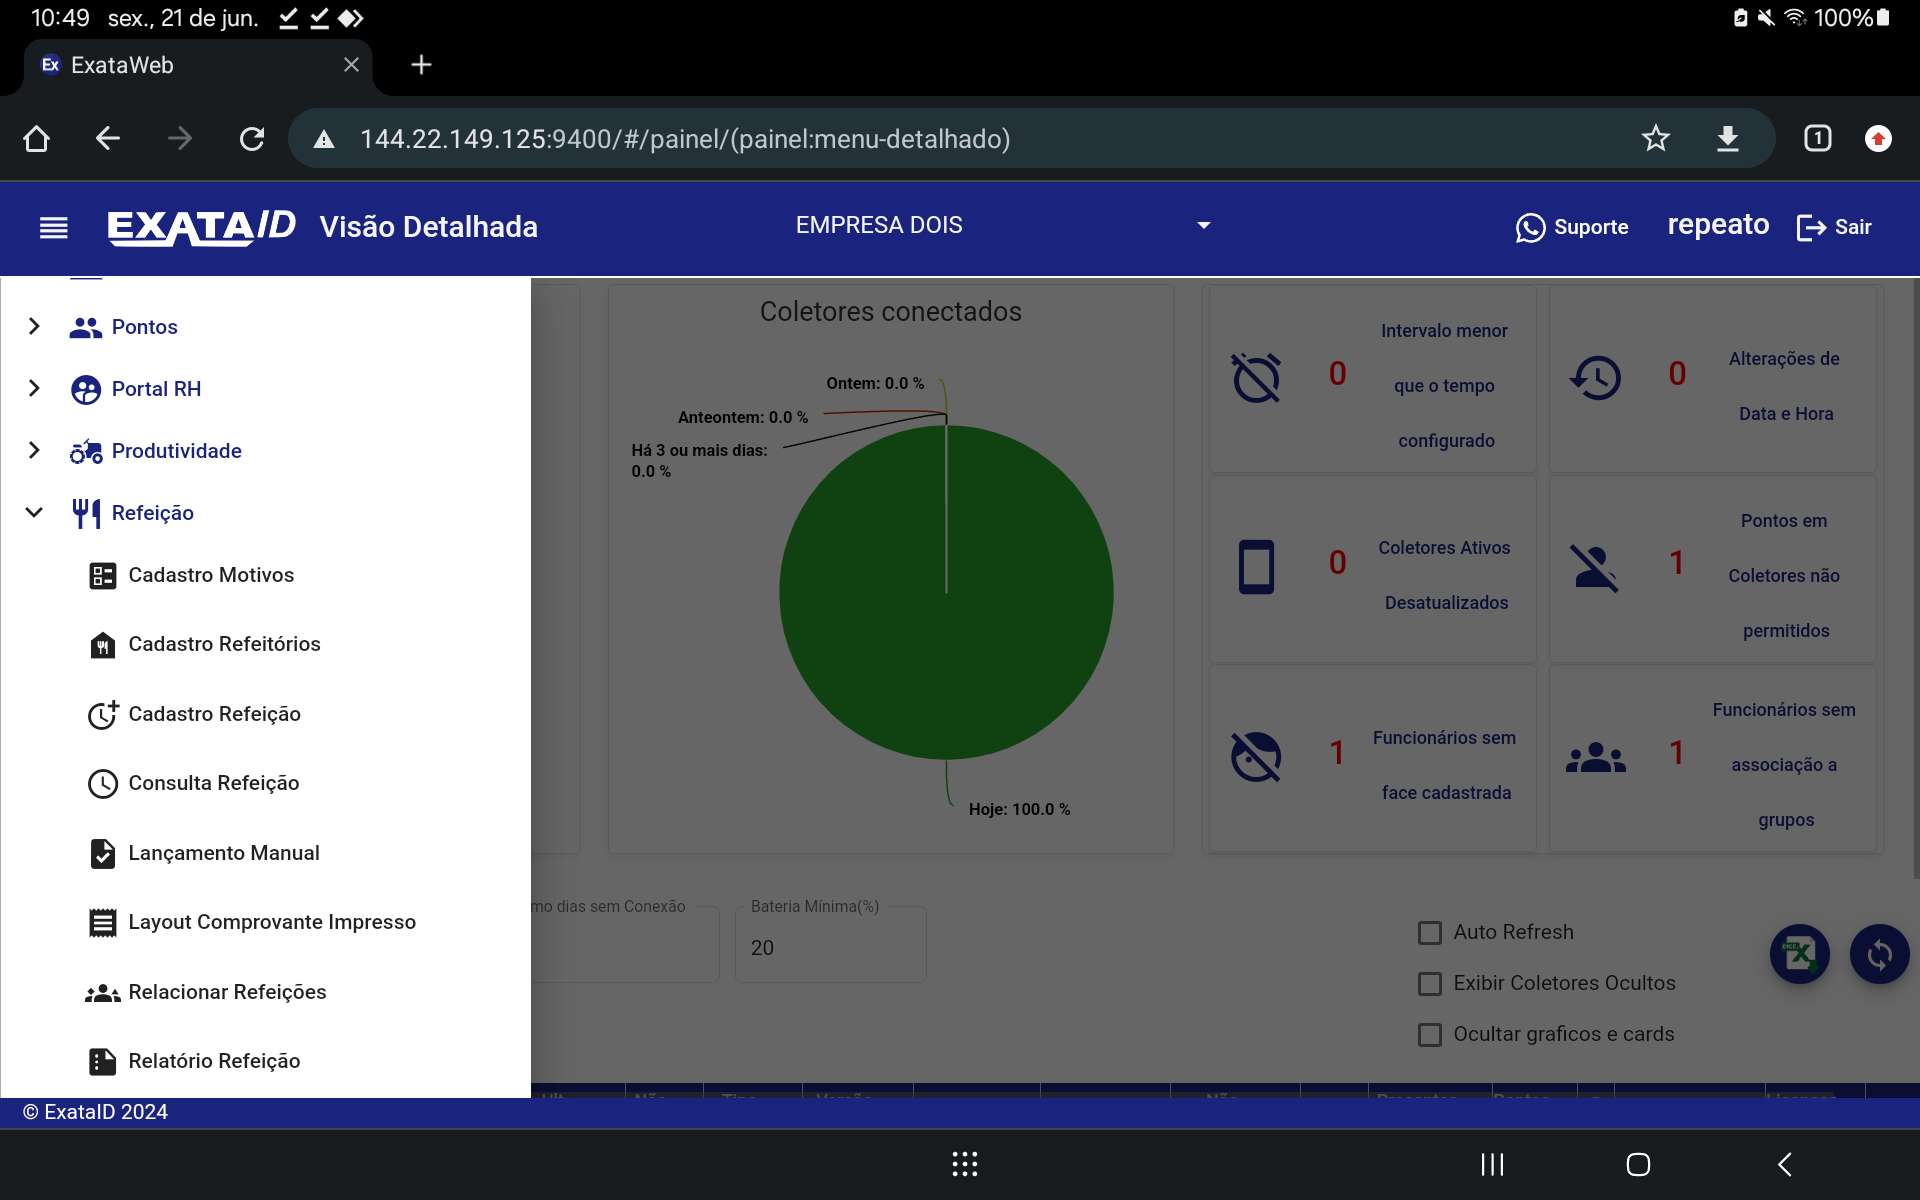 10:49 sex., 21 de jun.
100%
Ex ExataWeb
144.22.149.125:9400/#/painel/(painel:menu-detalhado)
1
EXATAID Visão Detalhada
EMPRESA DOIS
Suporte
repeato
Sair
Pontos
Portal RH
Produtividade
Refeição
Cadastro Motivos
Cadastro Refeitórios
Cadastro Refeição
Consulta Refeição
Lançamento Manual
Layout Comprovante Impresso
Relacionar Refeições
Relatório Refeição
Coletores conectados
Ontem: 0.0 %
Anteontem: 0.0 %
Há 3 ou mais dias:
0.0 %
Hoje: 100.0 %
0
Intervalo menor
que o tempo
configurado
0
Alterações de
Data e Hora
0
Coletores Ativos
Desatualizados
1
Pontos em
Coletores não
permitidos
1
Funcionários sem
face cadastrada
1
Funcionários sem
associação a
grupos
mo dias sem Conexão
Bateria Mínima(%)
20
Auto Refresh
Exibir Coletores Ocultos
Ocultar graficos e cards
© ExataID 2024